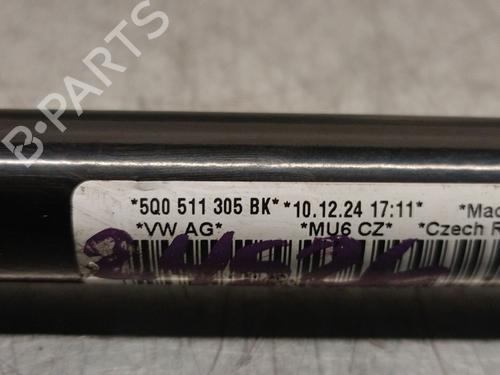 B-PARTS
*5Q0 511 305 BK* *10.12.24 17:11* *Mad
*VW AG* *MU6 CZ* *Czech R